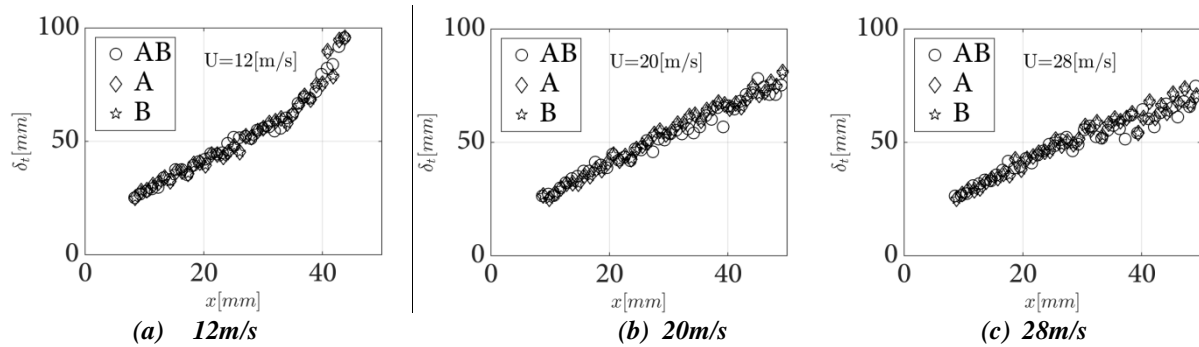 100
50
0
δt[mm]
AB
A
B
U=12[m/s]
0 20 40
x[mm]
(a) 12m/s
100
50
0
δt[mm]
AB
A
B
U=20[m/s]
0 20 40
x[mm]
(b) 20m/s
100
50
0
δt[mm]
AB
A
B
U=28[m/s]
0 20 40
x[mm]
(c) 28m/s